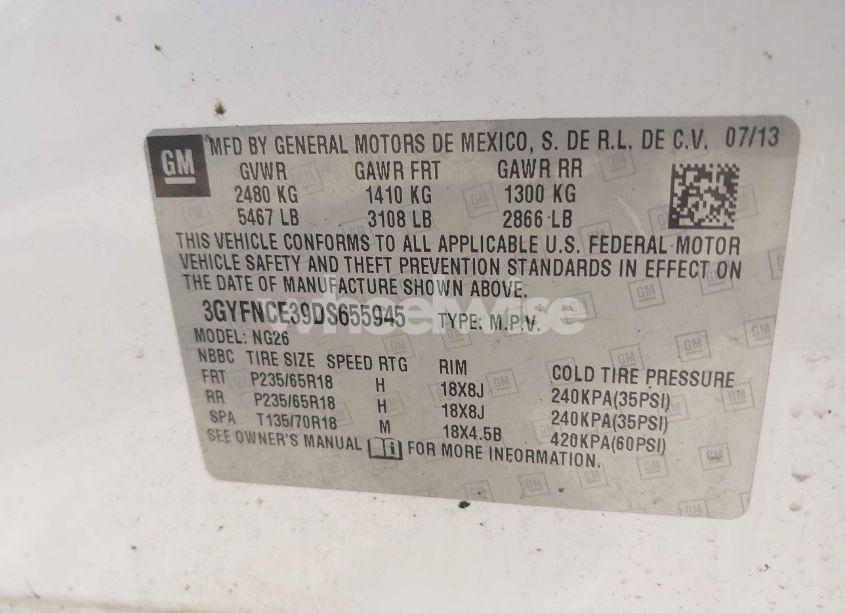 GM MFD BY GENERAL MOTORS DE MEXICO, S. DE R.L. DE C.V. 07/13
GVWR GAWR FRT GAWR RR
2480 KG 1410 KG 1300 KG
5467 LB 3108 LB 2866 LB
THIS VEHICLE CONFORMS TO ALL APPLICABLE U.S. FEDERAL MOTOR
VEHICLE SAFETY AND THEFT PREVENTION STANDARDS IN EFFECT ON
THE DATE OF MANUFACTURE SHOWN ABOVE.
3GYFNCE39DS655945 TYPE: M.P.V.
wheelwise
MODEL: NG26
NBBC TIRE SIZE SPEED RTG RIM COLD TIRE PRESSURE
FRT P235/65R18 H 18X8J 240KPA(35PSI)
RR P235/65R18 H 18X8J 240KPA(35PSI)
SPA T135/70R18 M 18X4.5B 420KPA(60PSI)
SEE OWNER'S MANUAL FOR MORE INFORMATION.